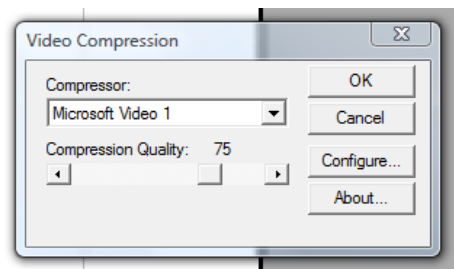 Video Compression
Compressor:
OK
Microsoft Video 1
Cancel
Compression Quality: 75
Configure...
About...